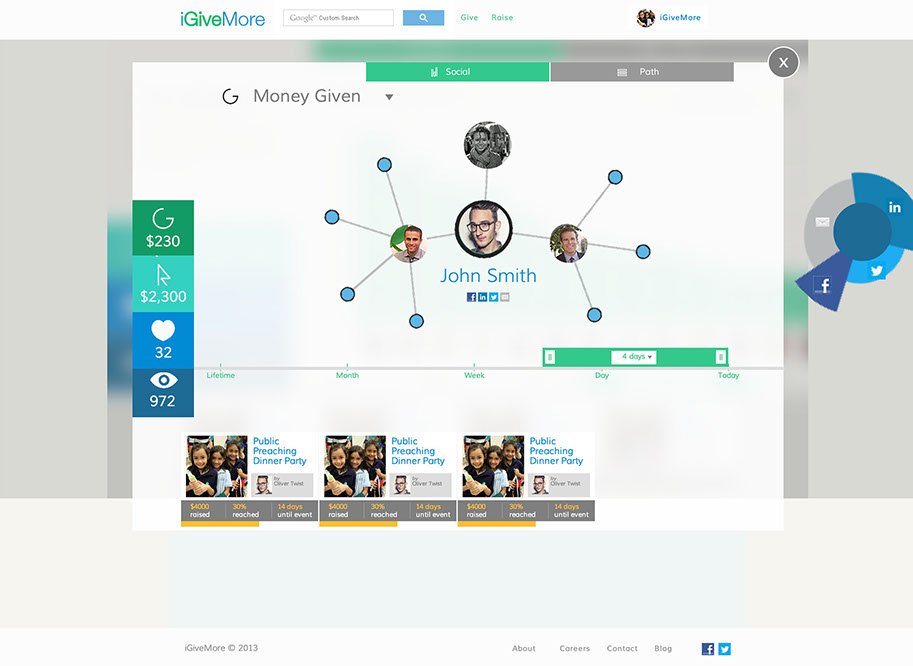 iGiveMore
Google™ Custom Search
Give
Raise
iGiveMore
Social
Path
X
Money Given
$230
$2,300
32
972
John Smith
in
f
4 days
Lifetime
Month
Week
Day
Today
Public
Preaching
Dinner Party
by
Oliver Twist
$4000
raised
30%
reached
14 days
until event
Public
Preaching
Dinner Party
by
Oliver Twist
$4000
raised
30%
reached
14 days
until event
Public
Preaching
Dinner Party
by
Oliver Twist
$4000
raised
30%
reached
14 days
until event
iGiveMore © 2013
About
Careers
Contact
Blog